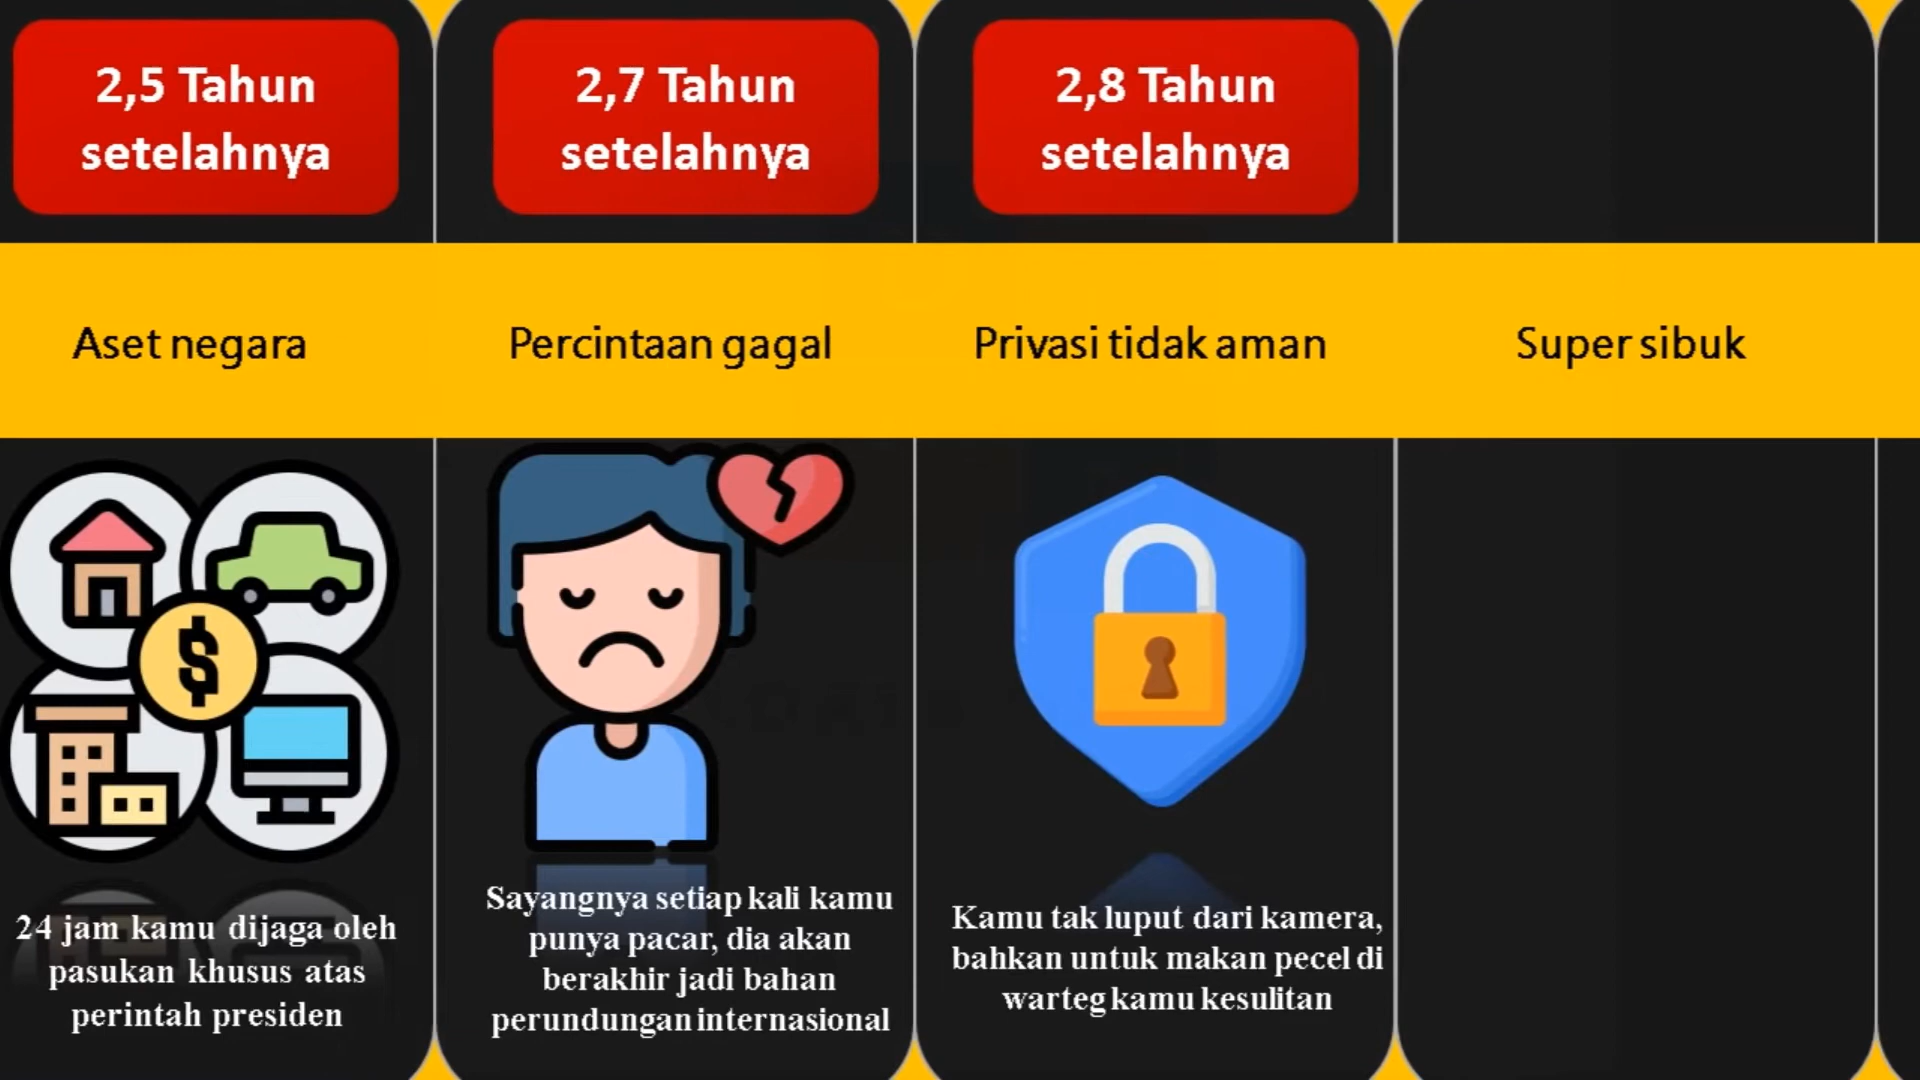 2,5 Tahun
setelahnya
2,7 Tahun
setelahnya
2,8 Tahun
setelahnya
Aset negara
Percintaan gagal
Privasi tidak aman
Super sibuk
$
24 jam kamu dijaga oleh
pasukan khusus atas
perintah presiden
Sayangnya setiap kali kamu
punya pacar, dia akan
berakhir jadi bahan
perundungan internasional
Kamu tak luput dari kamera,
bahkan untuk makan pecel di
warteg kamu kesulitan